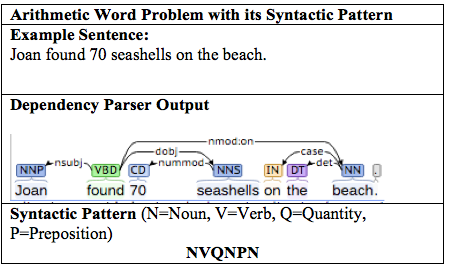 Arithmetic Word Problem with its Syntactic Pattern
Example Sentence:
Joan found 70 seashells on the beach.
Dependency Parser Output
nmod:on
dobj case
nsubj nummod det
NNP VBD CD NNS IN DT NN .
Joan found 70 seashells on the beach.
Syntactic Pattern (N=Noun, V=Verb, Q=Quantity,
P=Preposition)
NVQNPN